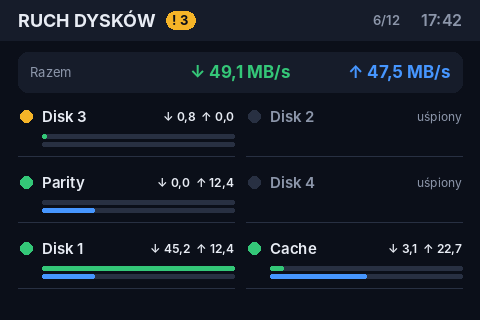 RUCH DYSKÓW ! 3 6/12 17:42
Razem ↓ 49,1 MB/s ↑ 47,5 MB/s
Disk 3 ↓ 0,8 ↑ 0,0 Disk 2 uśpiony
Parity ↓ 0,0 ↑ 12,4 Disk 4 uśpiony
Disk 1 ↓ 45,2 ↑ 12,4 Cache ↓ 3,1 ↑ 22,7